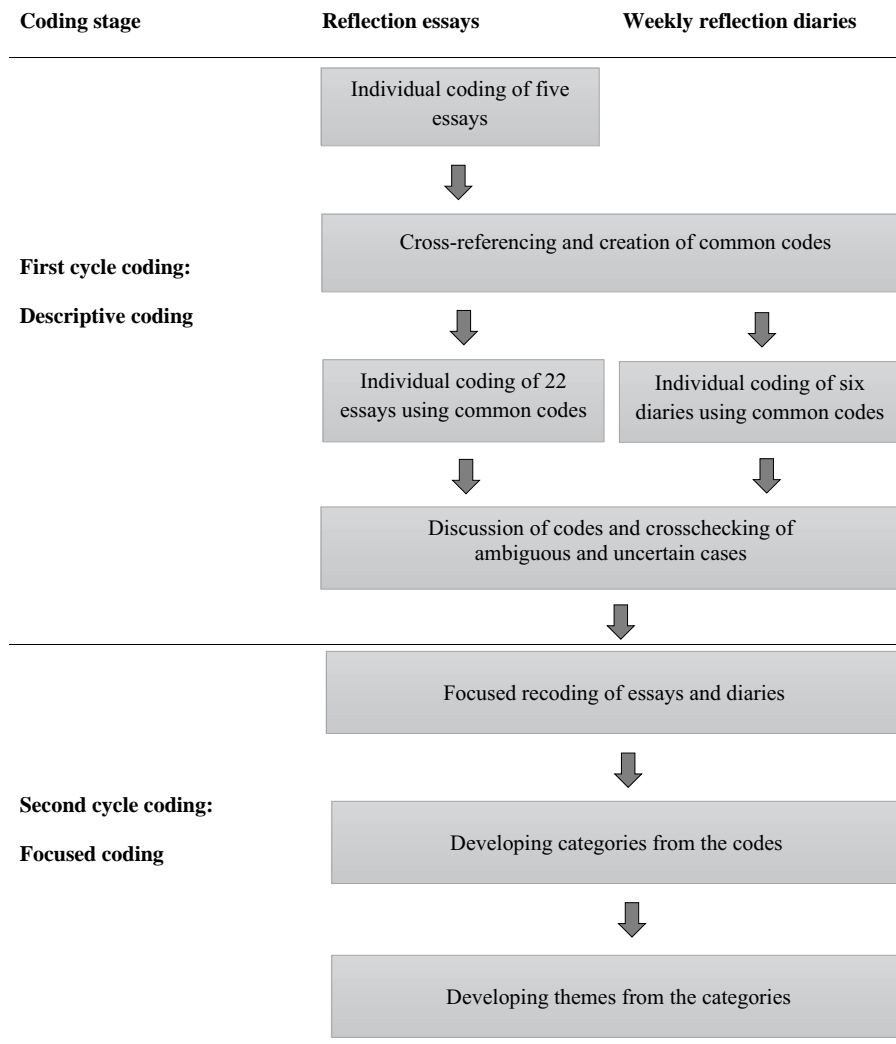 Coding stage
Reflection essays
Weekly reflection diaries
Individual coding of five
essays
Cross-referencing and creation of common codes
First cycle coding:
Descriptive coding
Individual coding of 22
essays using common codes
Individual coding of six
diaries using common codes
Discussion of codes and crosschecking of
ambiguous and uncertain cases
Focused recoding of essays and diaries
Second cycle coding:
Focused coding
Developing categories from the codes
Developing themes from the categories